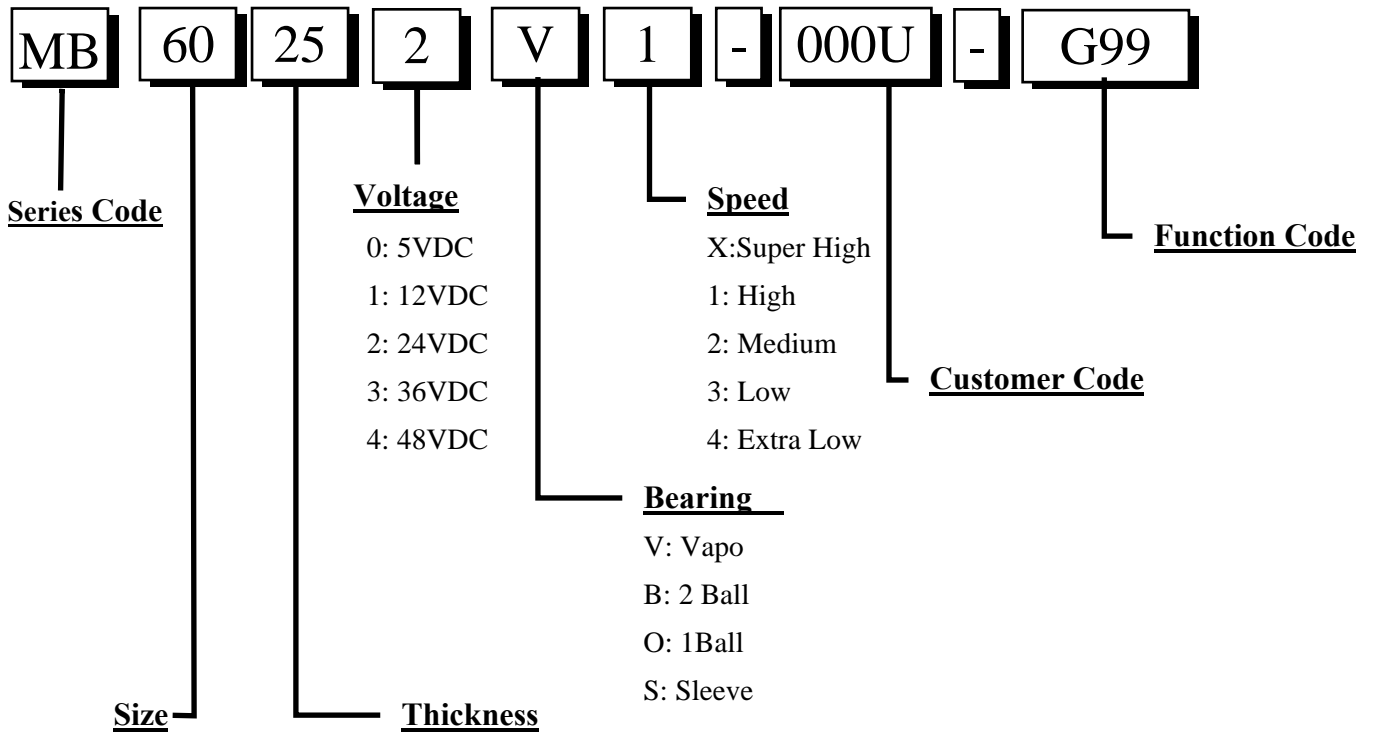 MB 60 25 2 V 1 - 000U - G99
Series Code
Voltage
0: 5VDC
1: 12VDC
2: 24VDC
3: 36VDC
4: 48VDC
Speed
X:Super High
1: High
2: Medium
3: Low
4: Extra Low
Function Code
Customer Code
Bearing
V: Vapo
B: 2 Ball
O: 1Ball
S: Sleeve
Size
Thickness